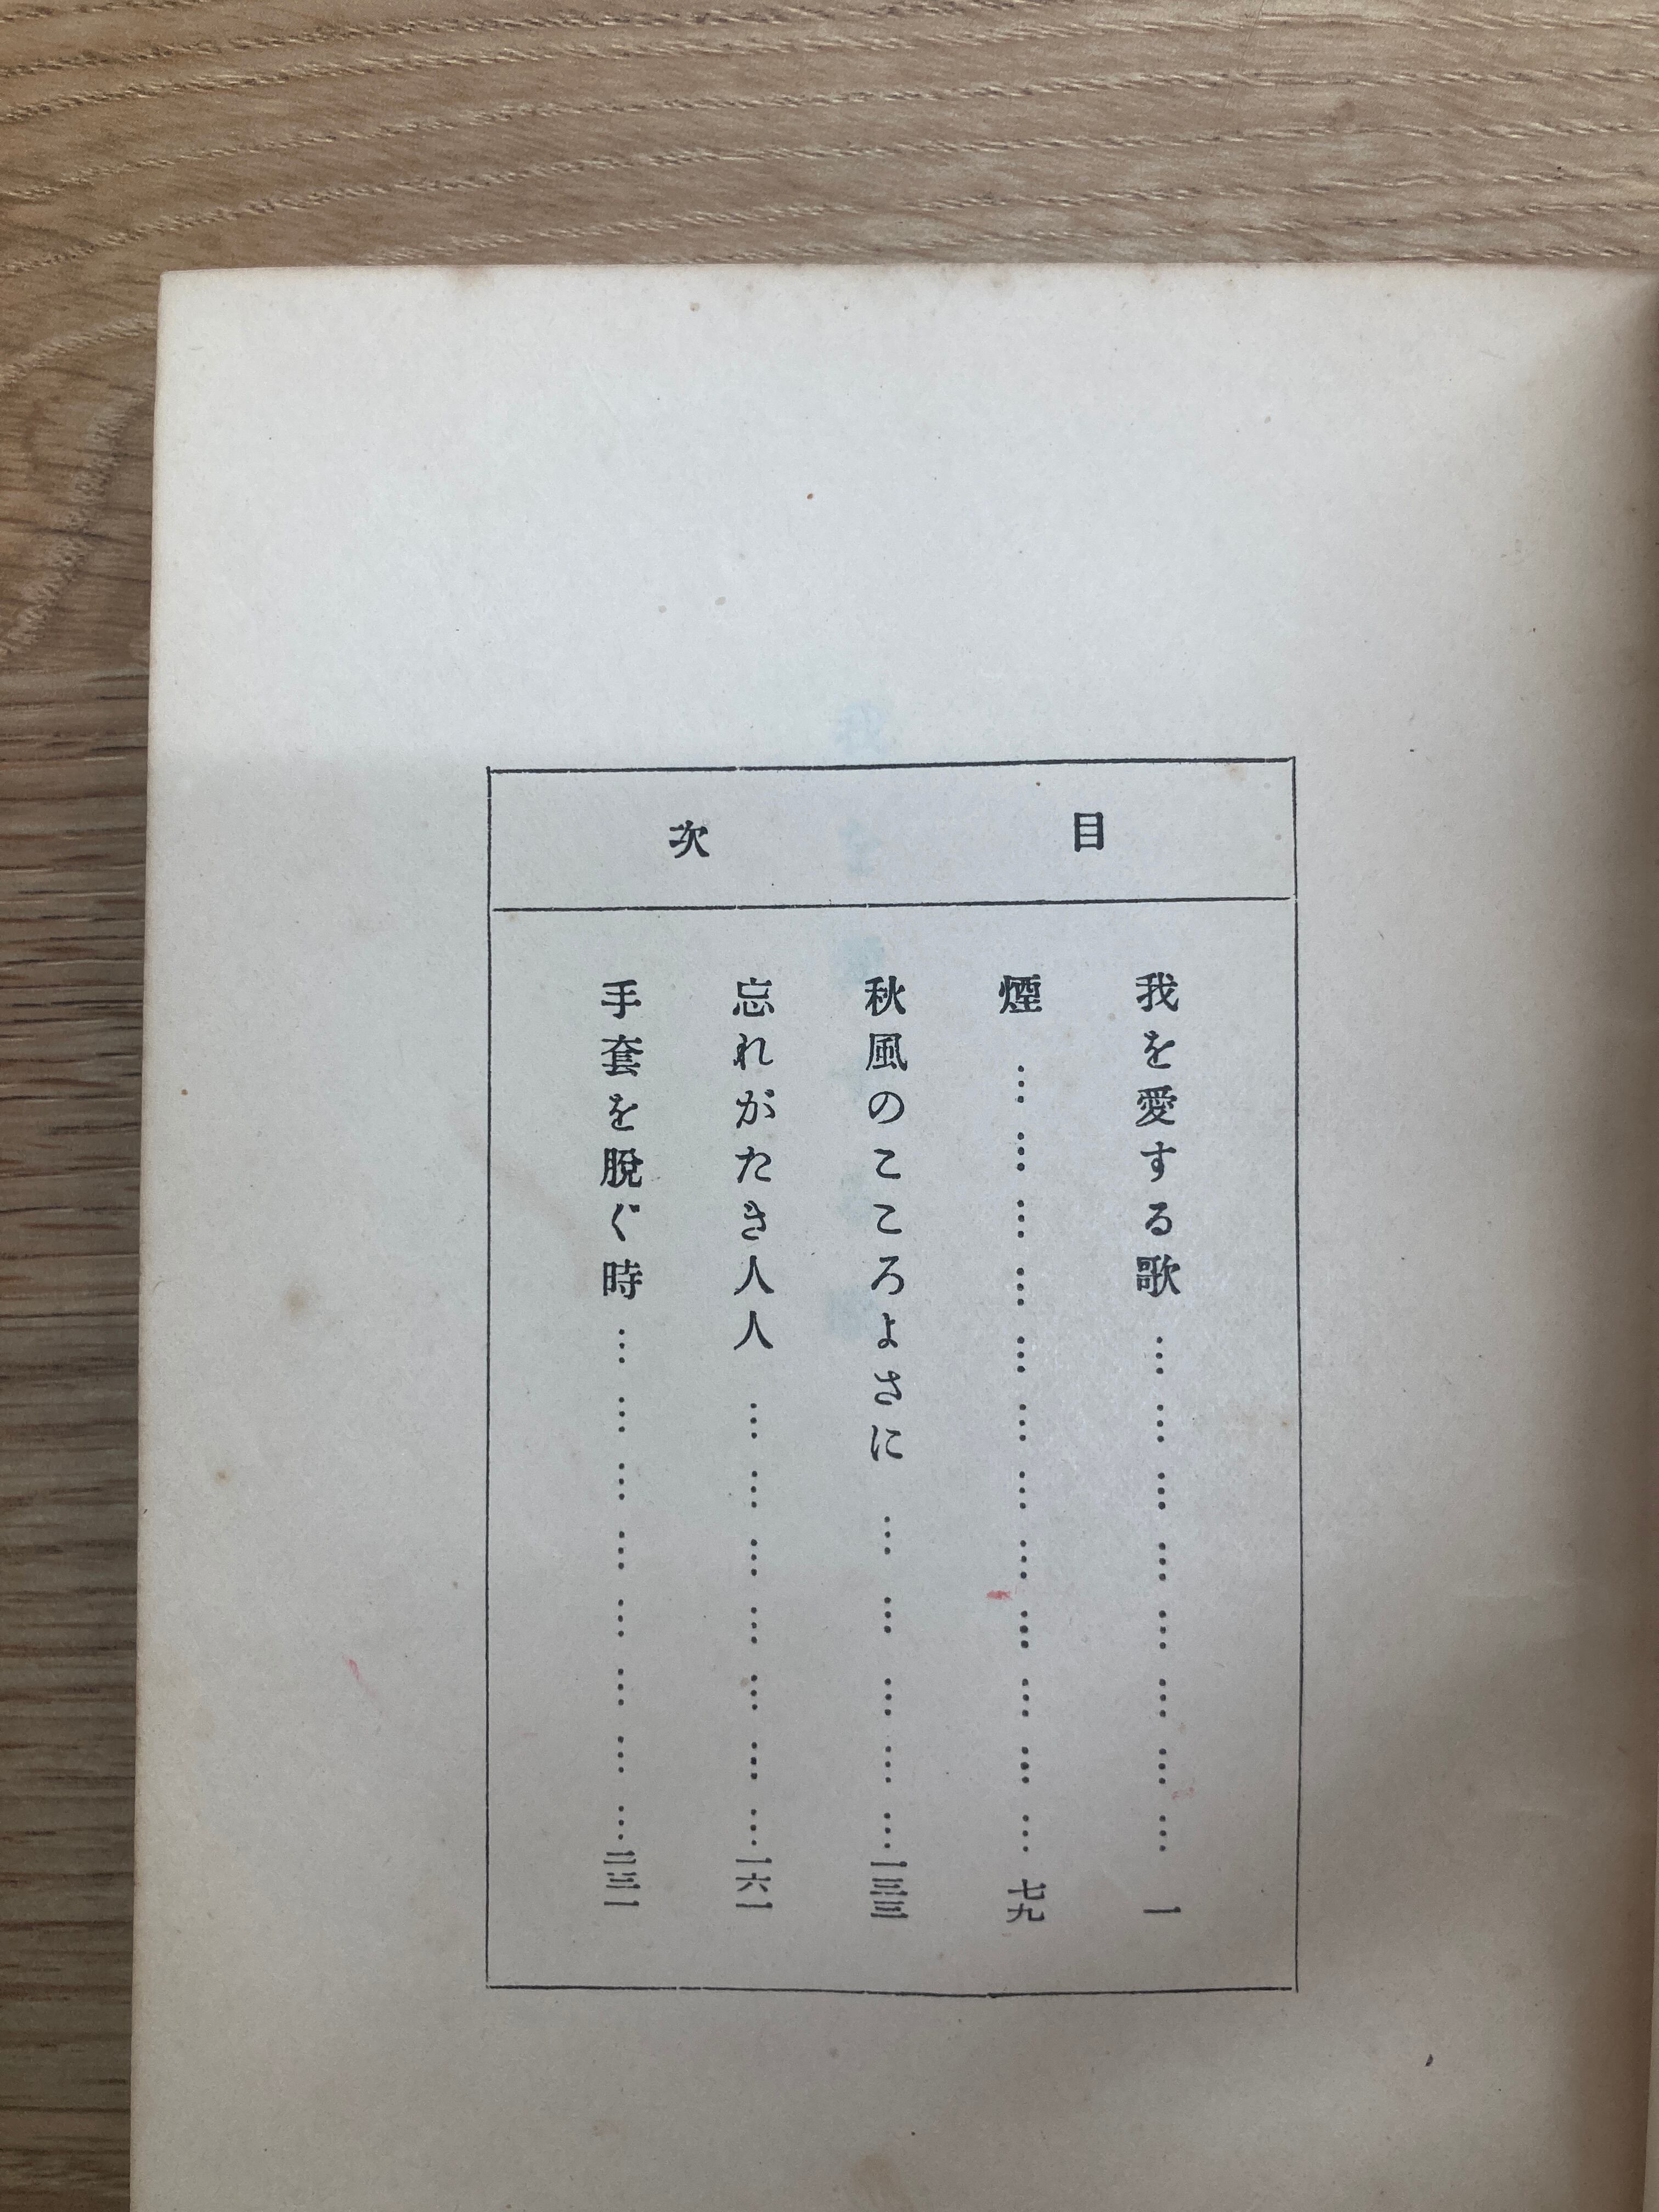 目次
我を愛する歌 ………………………… 一
煙 ………………………………… 七九
秋風のこころよさに …………… 一三三
忘れがたき人人 ………………… 一六一
手套を脱ぐ時 …………………… 二三一